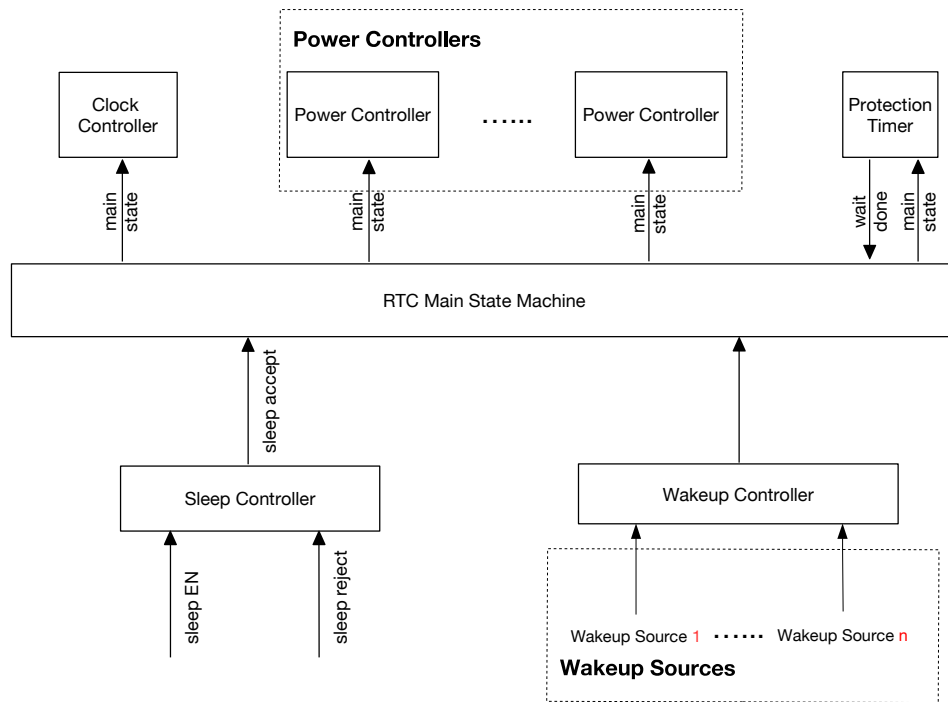 Power Controllers
Clock
Controller
Power Controller
......
Power Controller
Protection
Timer
main
state
main
state
main
state
wait
done
main
state
RTC Main State Machine
sleep accept
Sleep Controller
Wakeup Controller
sleep EN
sleep reject
Wakeup Source 1 ...... Wakeup Source n
Wakeup Sources